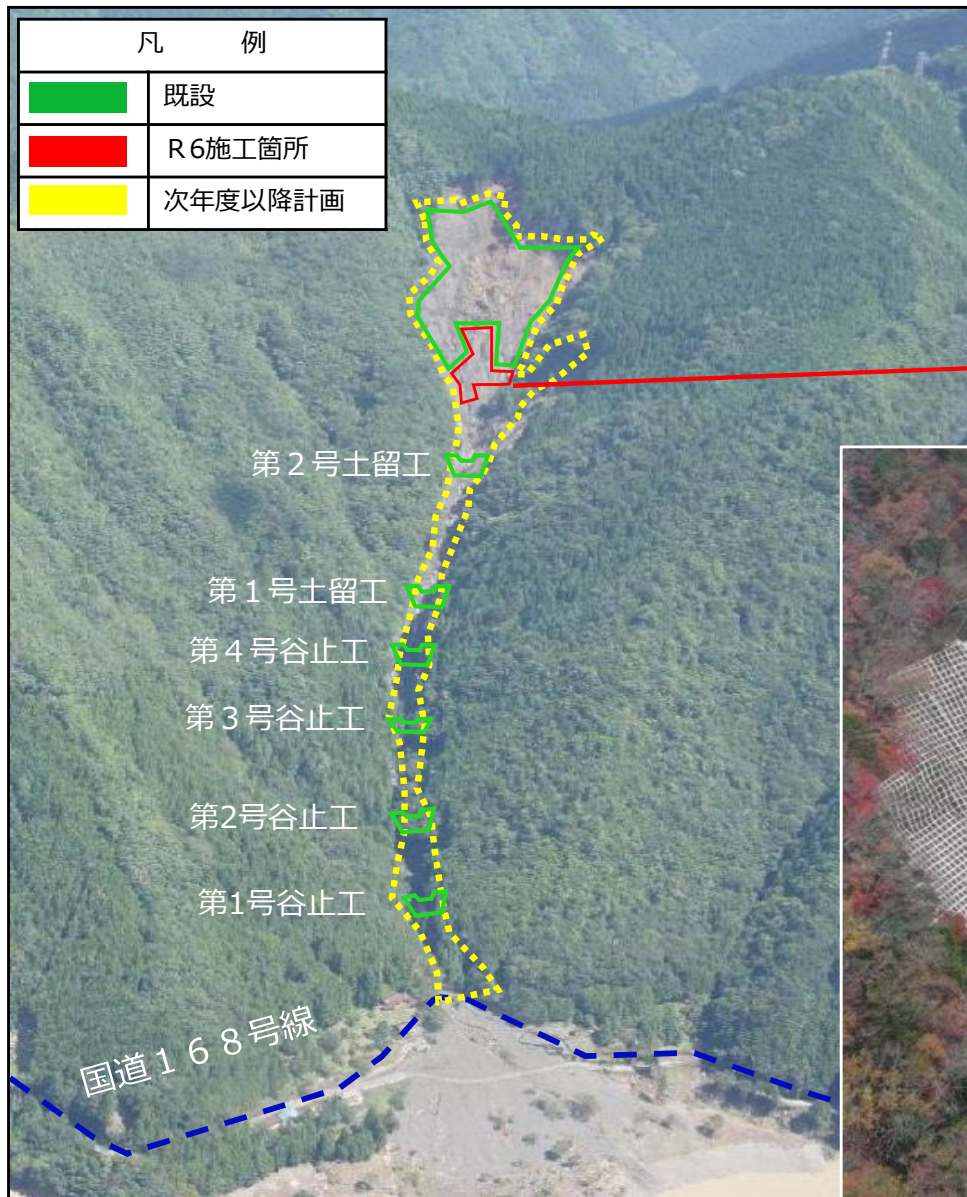 凡　　例
既設
Ｒ6施工箇所
次年度以降計画
第２号土留工
第１号土留工
第４号谷止工
第３号谷止工
第2号谷止工
第1号谷止工
国道１６８号線